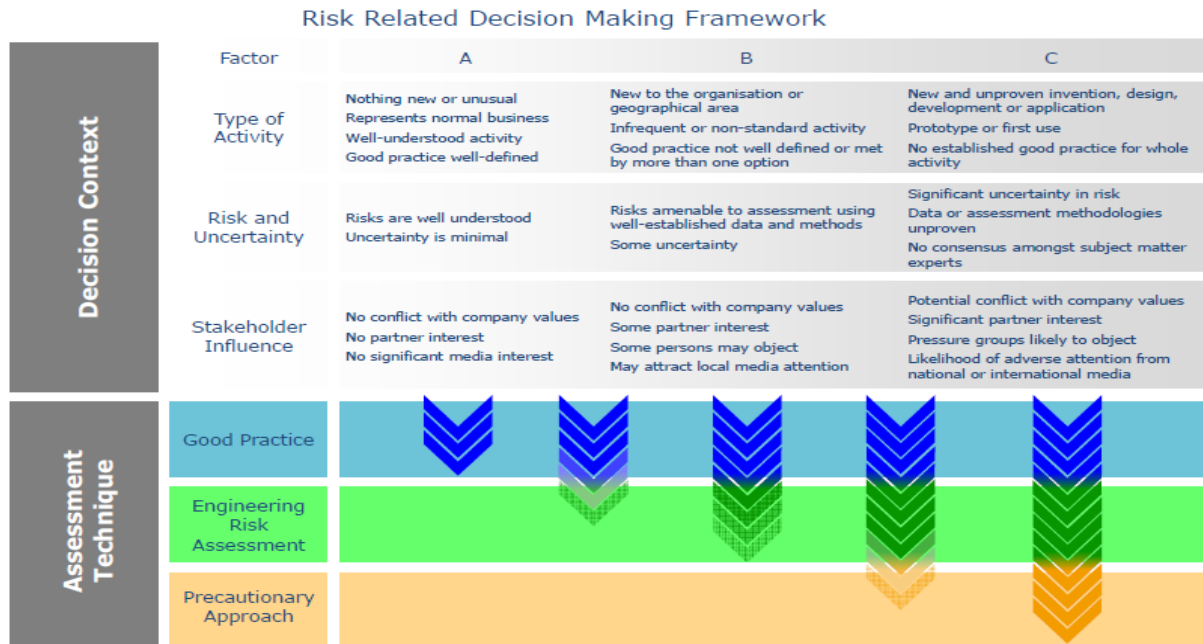 Risk Related Decision Making Framework
Decision Context
Factor
A
B
C
Type of
Activity
Nothing new or unusual
Represents normal business
Well-understood activity
Good practice well-defined
New to the organisation or
geographical area
Infrequent or non-standard activity
Good practice not well defined or met
by more than one option
New and unproven invention, design,
development or application
Prototype or first use
No established good practice for whole
activity
Risk and
Uncertainty
Risks are well understood
Uncertainty is minimal
Risks amenable to assessment using
well-established data and methods
Some uncertainty
Significant uncertainty in risk
Data or assessment methodologies
unproven
No consensus amongst subject matter
experts
Stakeholder
Influence
No conflict with company values
No partner interest
No significant media interest
No conflict with company values
Some partner interest
Some persons may object
May attract local media attention
Potential conflict with company values
Significant partner interest
Pressure groups likely to object
Likelihood of adverse attention from
national or international media
Assessment
Technique
Good Practice
Engineering
Risk
Assessment
Precautionary
Approach